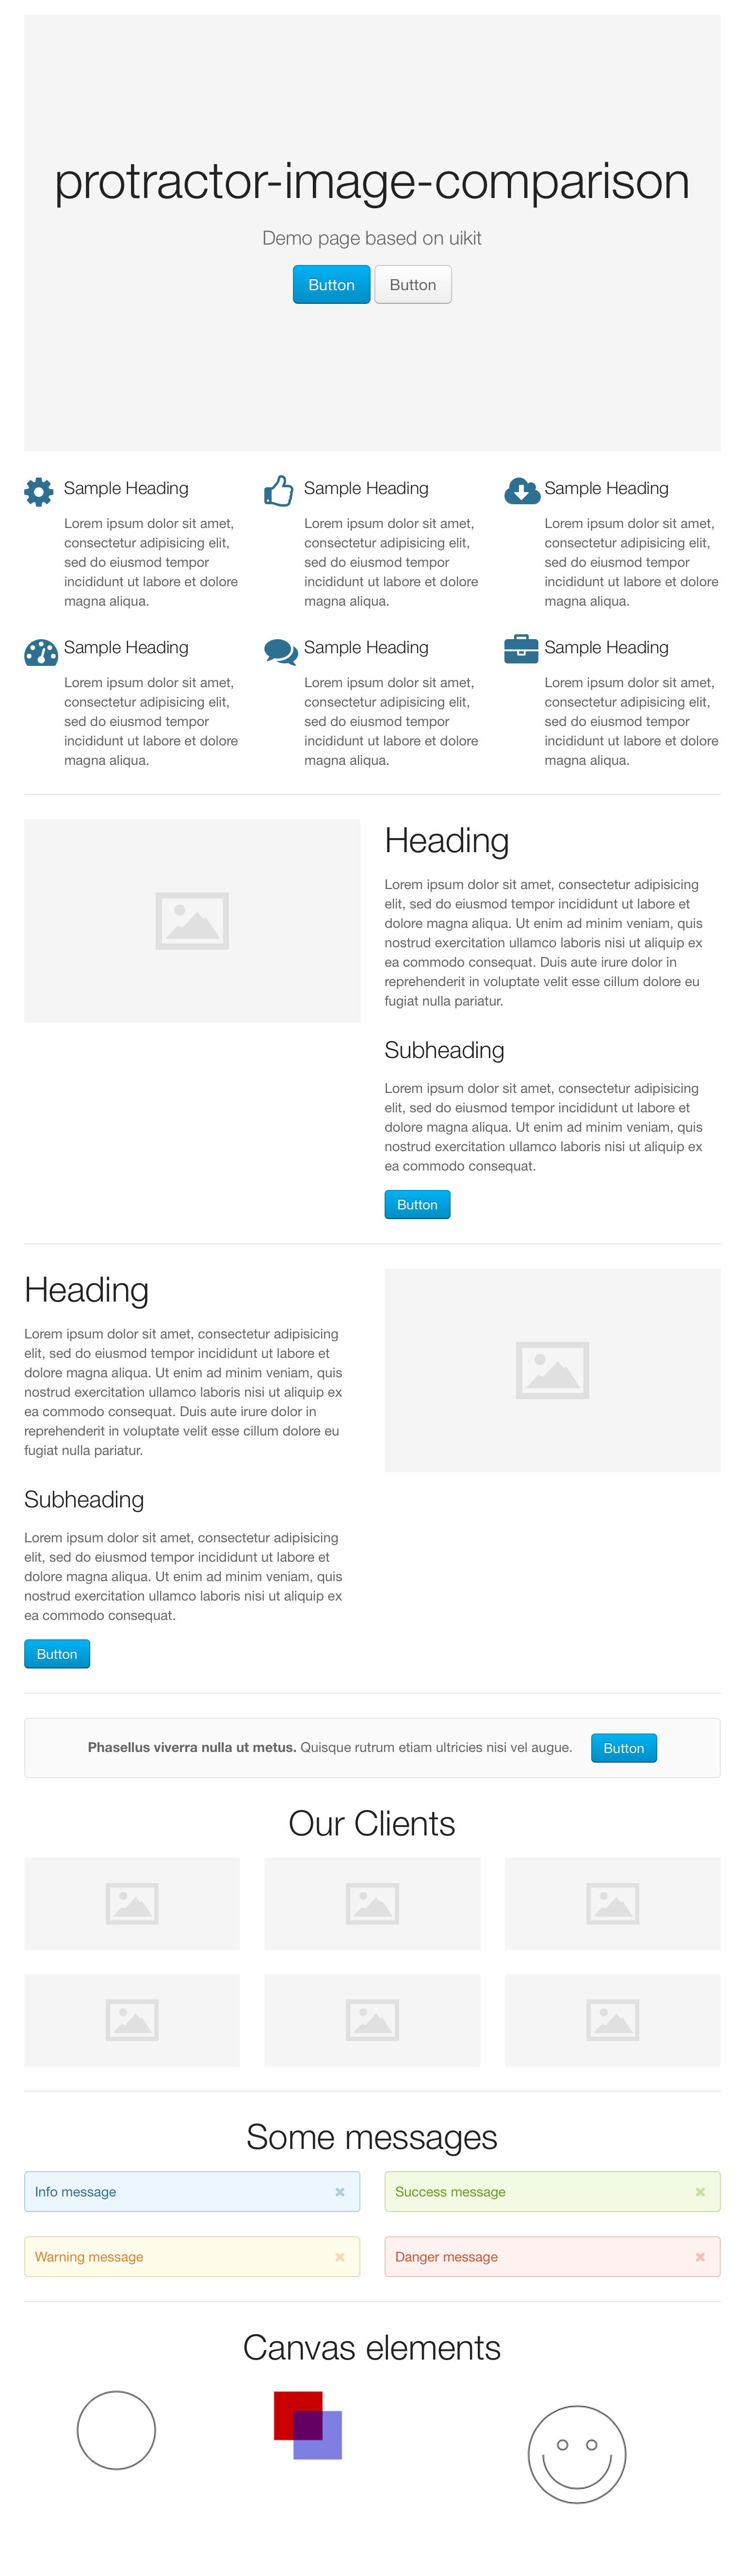 protractor-image-comparison
Demo page based on uikit
Button Button
Sample Heading
Lorem ipsum dolor sit amet,
consectetur adipisicing elit,
sed do eiusmod tempor
incididunt ut labore et dolore
magna aliqua.
Sample Heading
Lorem ipsum dolor sit amet,
consectetur adipisicing elit,
sed do eiusmod tempor
incididunt ut labore et dolore
magna aliqua.
Sample Heading
Lorem ipsum dolor sit amet,
consectetur adipisicing elit,
sed do eiusmod tempor
incididunt ut labore et dolore
magna aliqua.
Sample Heading
Lorem ipsum dolor sit amet,
consectetur adipisicing elit,
sed do eiusmod tempor
incididunt ut labore et dolore
magna aliqua.
Sample Heading
Lorem ipsum dolor sit amet,
consectetur adipisicing elit,
sed do eiusmod tempor
incididunt ut labore et dolore
magna aliqua.
Sample Heading
Lorem ipsum dolor sit amet,
consectetur adipisicing elit,
sed do eiusmod tempor
incididunt ut labore et dolore
magna aliqua.
Heading
Lorem ipsum dolor sit amet, consectetur adipisicing
elit, sed do eiusmod tempor incididunt ut labore et
dolore magna aliqua. Ut enim ad minim veniam, quis
nostrud exercitation ullamco laboris nisi ut aliquip ex
ea commodo consequat. Duis aute irure dolor in
reprehenderit in voluptate velit esse cillum dolore eu
fugiat nulla pariatur.
Subheading
Lorem ipsum dolor sit amet, consectetur adipisicing
elit, sed do eiusmod tempor incididunt ut labore et
dolore magna aliqua. Ut enim ad minim veniam, quis
nostrud exercitation ullamco laboris nisi ut aliquip ex
ea commodo consequat.
Button
Heading
Lorem ipsum dolor sit amet, consectetur adipisicing
elit, sed do eiusmod tempor incididunt ut labore et
dolore magna aliqua. Ut enim ad minim veniam, quis
nostrud exercitation ullamco laboris nisi ut aliquip ex
ea commodo consequat. Duis aute irure dolor in
reprehenderit in voluptate velit esse cillum dolore eu
fugiat nulla pariatur.
Subheading
Lorem ipsum dolor sit amet, consectetur adipisicing
elit, sed do eiusmod tempor incididunt ut labore et
dolore magna aliqua. Ut enim ad minim veniam, quis
nostrud exercitation ullamco laboris nisi ut aliquip ex
ea commodo consequat.
Button
Phasellus viverra nulla ut metus. Quisque rutrum etiam ultricies nisi vel augue. Button
Our Clients
Some messages
Info message
Success message
Warning message
Danger message
Canvas elements